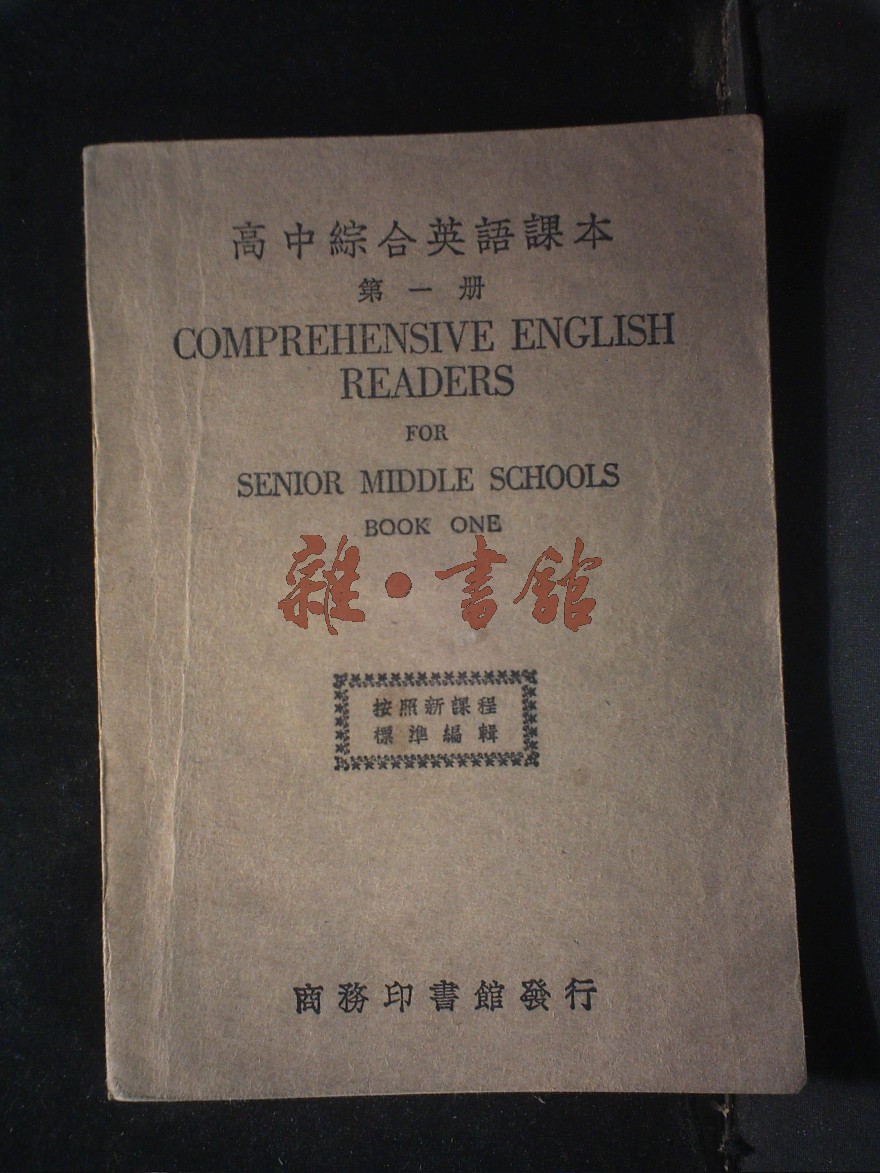 高中綜合英語課本
第一册
COMPREHENSIVE ENGLISH
READERS
FOR
SENIOR MIDDLE SCHOOLS
BOOK ONE
雜·書館
按照新課程
標準編輯
商務印書館發行